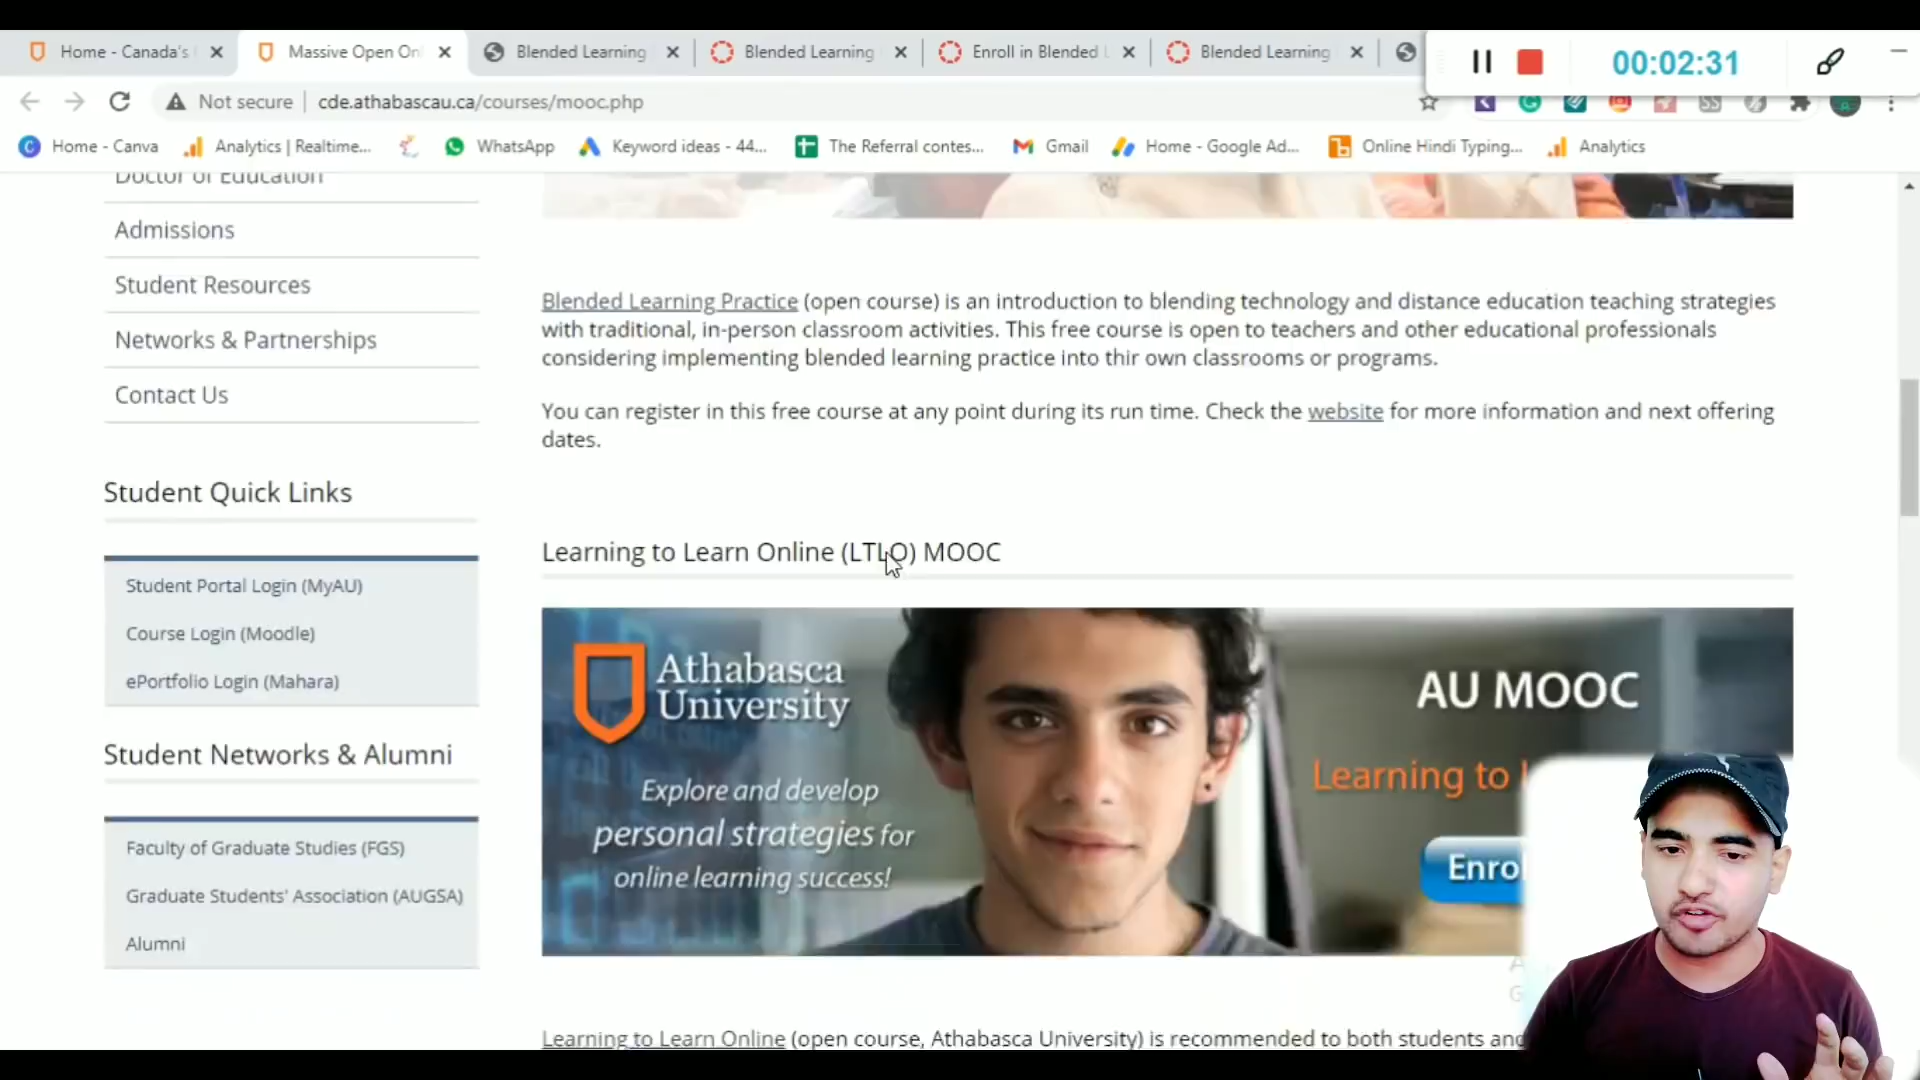 Home - Canada's
Massive Open On
Blended Learning
Blended Learning
Enroll in Blended L
Blended Learning
00:02:31
Not secure
cde.athabascau.ca/courses/mooc.php
Home - Canva
Analytics | Realtime...
WhatsApp
Keyword ideas - 44...
The Referral contes...
Gmail
Home - Google Ad...
Online Hindi Typing...
Analytics
Doctor of Education
Admissions
Student Resources
Networks & Partnerships
Contact Us
Student Quick Links
Student Portal Login (MyAU)
Course Login (Moodle)
ePortfolio Login (Mahara)
Student Networks & Alumni
Faculty of Graduate Studies (FGS)
Graduate Students' Association (AUGSA)
Alumni
Blended Learning Practice (open course) is an introduction to blending technology and distance education teaching strategies
with traditional, in-person classroom activities. This free course is open to teachers and other educational professionals
considering implementing blended learning practice into thir own classrooms or programs.
You can register in this free course at any point during its run time. Check the website for more information and next offering
dates.
Learning to Learn Online (LTLO) MOOC
Athabasca
University
Explore and develop
personal strategies for
online learning success!
AU MOOC
Learning to
Enro
Learning to Learn Online (open course, Athabasca University) is recommended to both students and